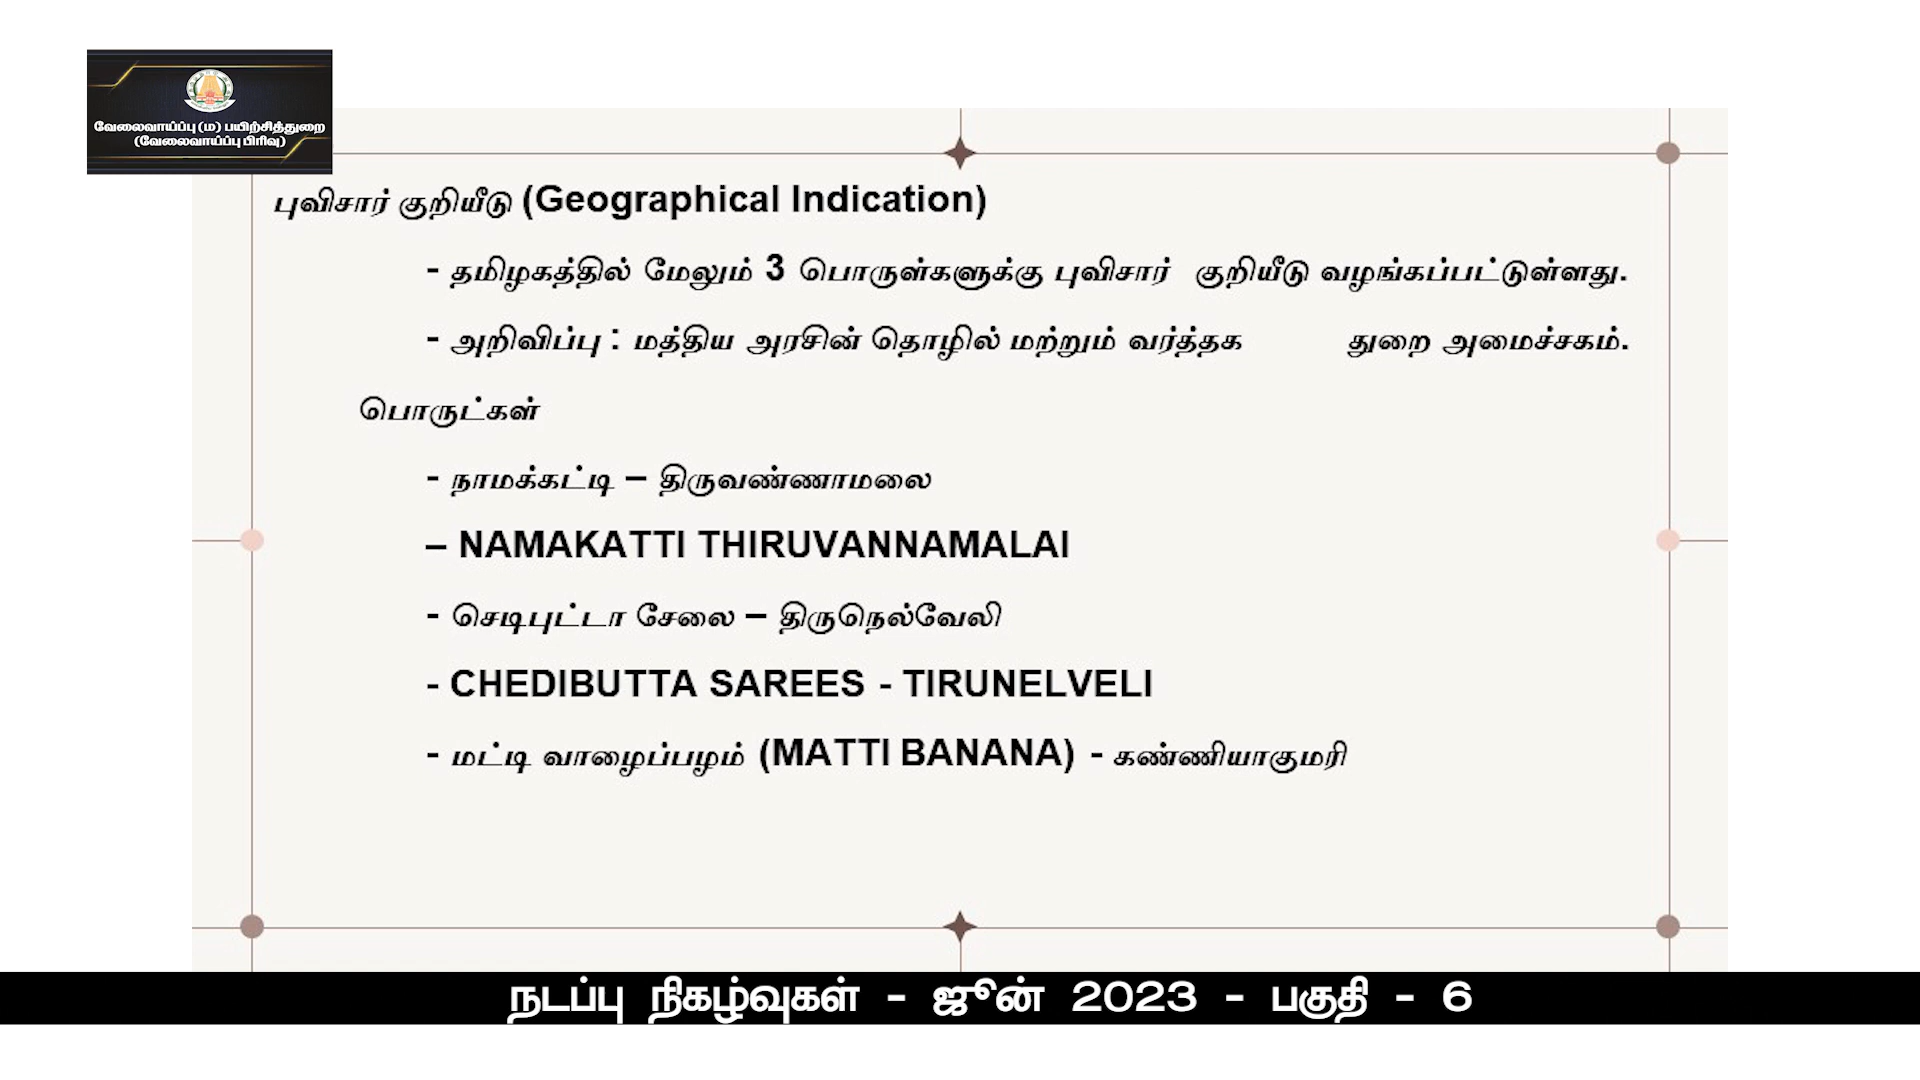 வேலைவாய்ப்பு (ம) பயிற்சித்துறை
(வேலைவாய்ப்பு பிரிவு)
புவிசார் குறியீடு (Geographical Indication)
- தமிழகத்தில் மேலும் 3 பொருள்களுக்கு புவிசார் குறியீடு வழங்கப்பட்டுள்ளது.
- அறிவிப்பு : மத்திய அரசின் தொழில் மற்றும் வர்த்தக துறை அமைச்சகம்.
பொருட்கள்
- நாமக்கட்டி – திருவண்ணாமலை
– NAMAKATTI THIRUVANNAMALAI
- செடிபுட்டா சேலை – திருநெல்வேலி
- CHEDIBUTTA SAREES - TIRUNELVELI
- மட்டி வாழைப்பழம் (MATTI BANANA) - கண்ணியாகுமரி
நடப்பு நிகழ்வுகள் - ஜூன் 2023 - பகுதி - 6